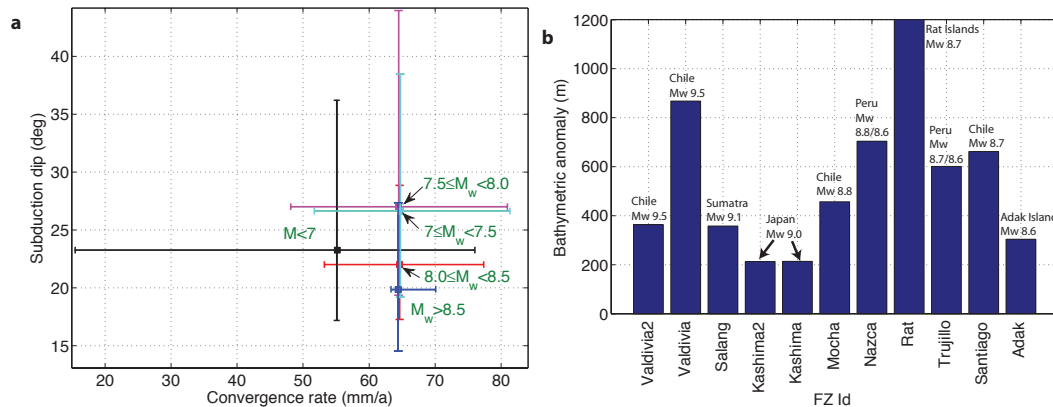 a
Subduction dip (deg)
40
35
30
25
20
15
7.5≤Mw<8.0
M<7
7≤Mw<7.5
8.0≤Mw<8.5
Mw>8.5
20
30
40
50
60
70
80
Convergence rate (mm/a)
b
Bathymetric anomaly (m)
1200
1000
800
600
400
200
0
Chile
Mw 9.5
Chile
Mw 9.5
Sumatra
Mw 9.1
Japan
Mw 9.0
Chile
Mw 8.8
Peru
Mw
8.8/8.6
Rat Islands
Mw 8.7
Peru
Mw
8.7/8.6
Chile
Mw 8.7
Adak Island
Mw 8.6
Valdivia2
Valdivia
Salang
Kashima2
Kashima
Mocha
Nazca
Rat
Trujillo
Santiago
Adak
FZ Id